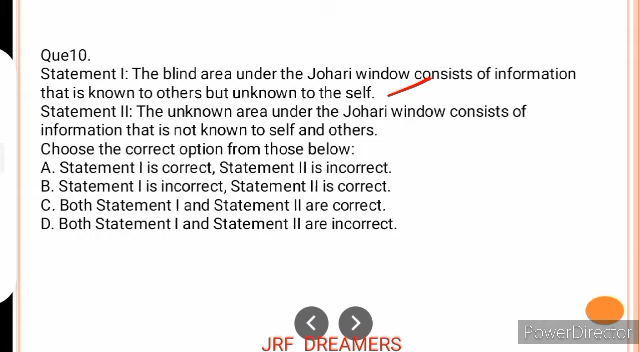 Que10.
Statement I: The blind area under the Johari window consists of information
that is known to others but unknown to the self.
Statement II: The unknown area under the Johari window consists of
information that is not known to self and others.
Choose the correct option from those below:
A. Statement I is correct, Statement II is incorrect.
B. Statement I is incorrect, Statement II is correct.
C. Both Statement I and Statement II are correct.
D. Both Statement I and Statement II are incorrect.
PowerDirector
JRF DREAMERS